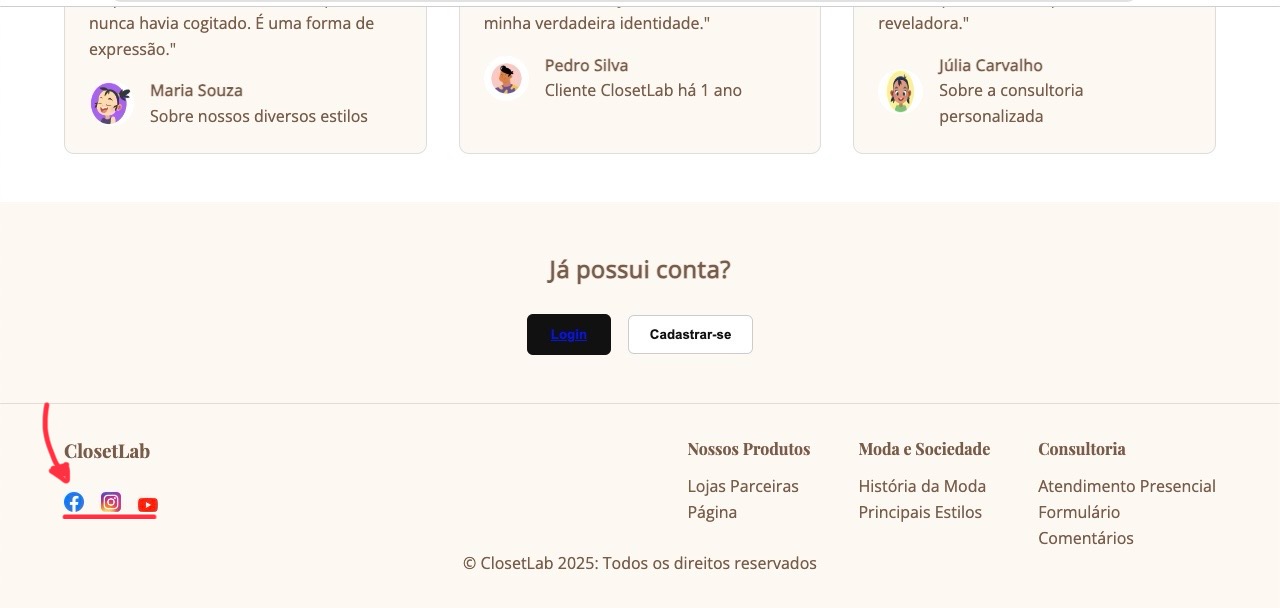 nunca havia cogitado. É uma forma de
expressão."
Maria Souza
Sobre nossos diversos estilos
minha verdadeira identidade."
Pedro Silva
Cliente ClosetLab há 1 ano
reveladora."
Júlia Carvalho
Sobre a consultoria
personalizada
Já possui conta?
Login
Cadastrar-se
ClosetLab
Nossos Produtos
Lojas Parceiras
Página
Moda e Sociedade
História da Moda
Principais Estilos
Consultoria
Atendimento Presencial
Formulário
Comentários
© ClosetLab 2025: Todos os direitos reservados